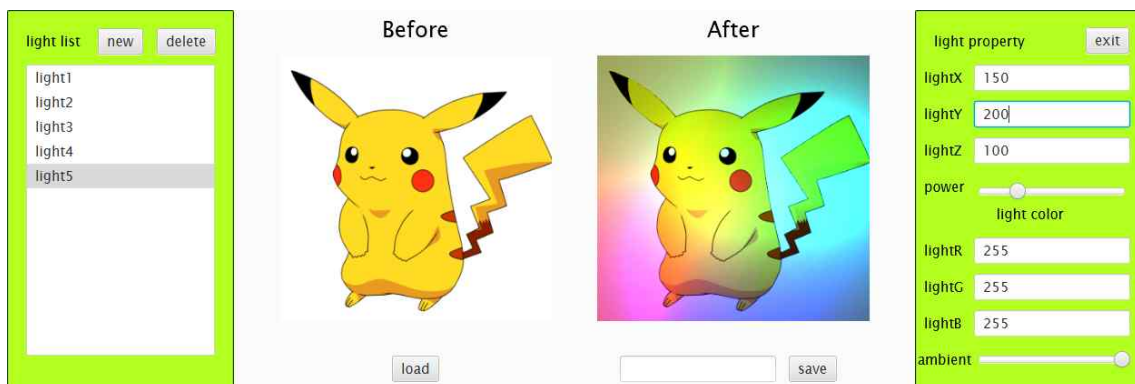 light list new delete
light1
light2
light3
light4
light5
Before
After
load
save
light property exit
lightX 150
lightY 200
lightZ 100
power
light color
lightR 255
lightG 255
lightB 255
ambient